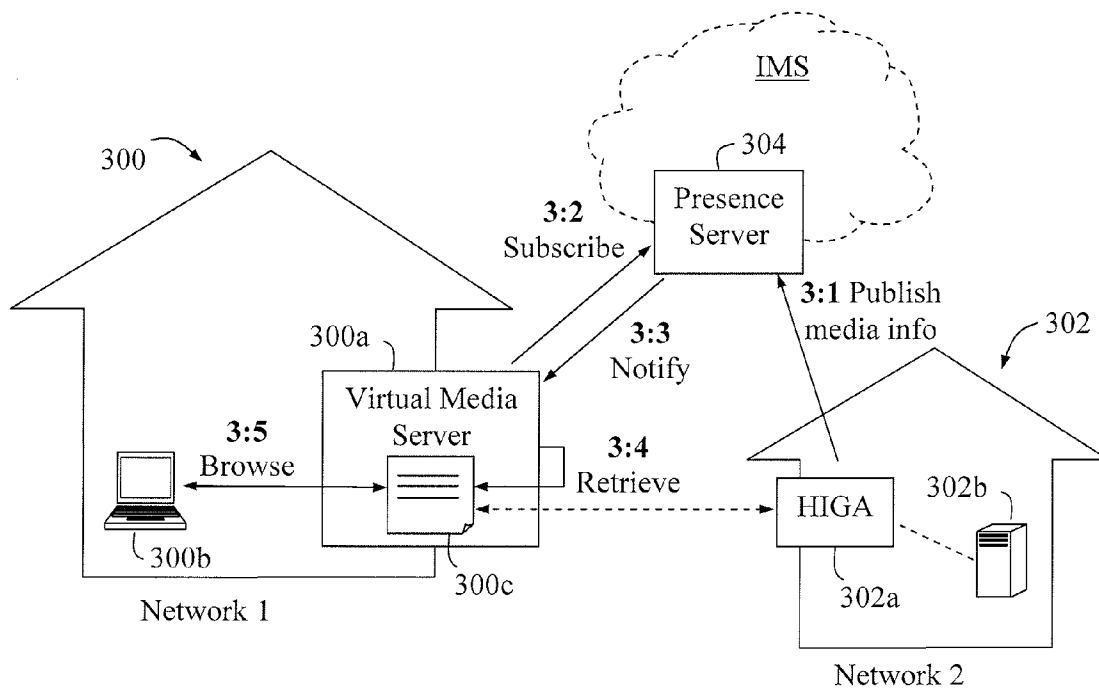 IMS
300
304
Presence
Server
3:2
Subscribe
3:1 Publish
media info
302
300a
3:3
Notify
Virtual Media
Server
3:5
Browse
3:4
Retrieve
HIGA
302b
300b
300c
302a
Network 1
Network 2